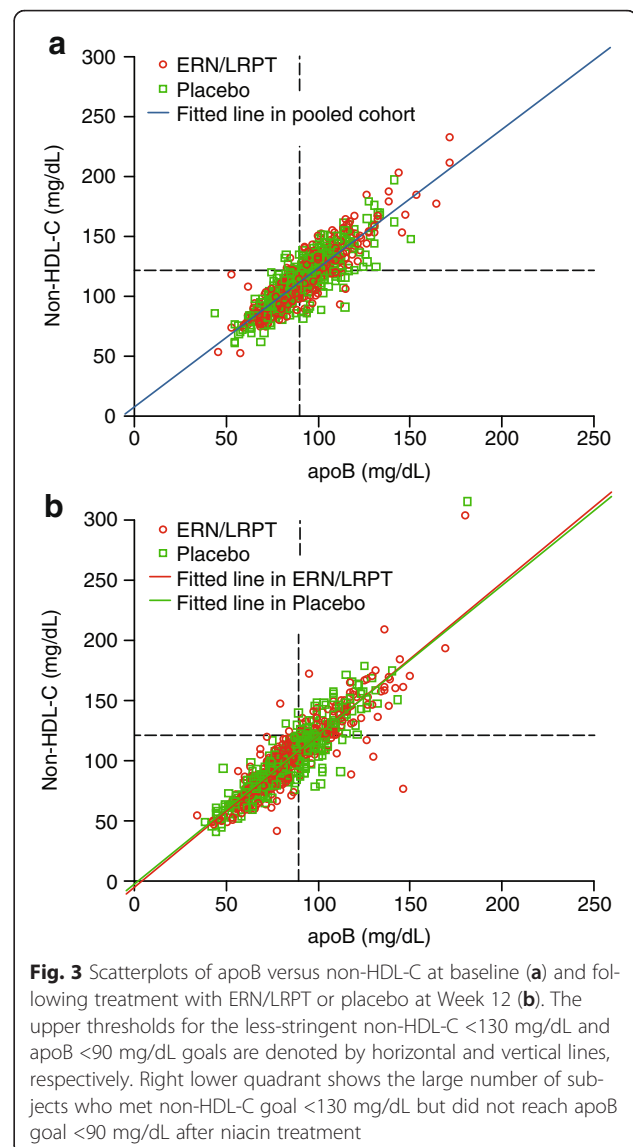 a
300
250
200
150
100
50
0
Non-HDL-C (mg/dL)
ERN/LRPT
Placebo
Fitted line in pooled cohort
0 50 100 150 200 250
apoB (mg/dL)
b
300
250
200
150
100
50
0
Non-HDL-C (mg/dL)
ERN/LRPT
Placebo
Fitted line in ERN/LRPT
Fitted line in Placebo
0 50 100 150 200 250
apoB (mg/dL)
Fig. 3 Scatterplots of apoB versus non-HDL-C at baseline (a) and fol-
lowing treatment with ERN/LRPT or placebo at Week 12 (b). The
upper thresholds for the less-stringent non-HDL-C <130 mg/dL and
apoB <90 mg/dL goals are denoted by horizontal and vertical lines,
respectively. Right lower quadrant shows the large number of sub-
jects who met non-HDL-C goal <130 mg/dL but did not reach apoB
goal <90 mg/dL after niacin treatment